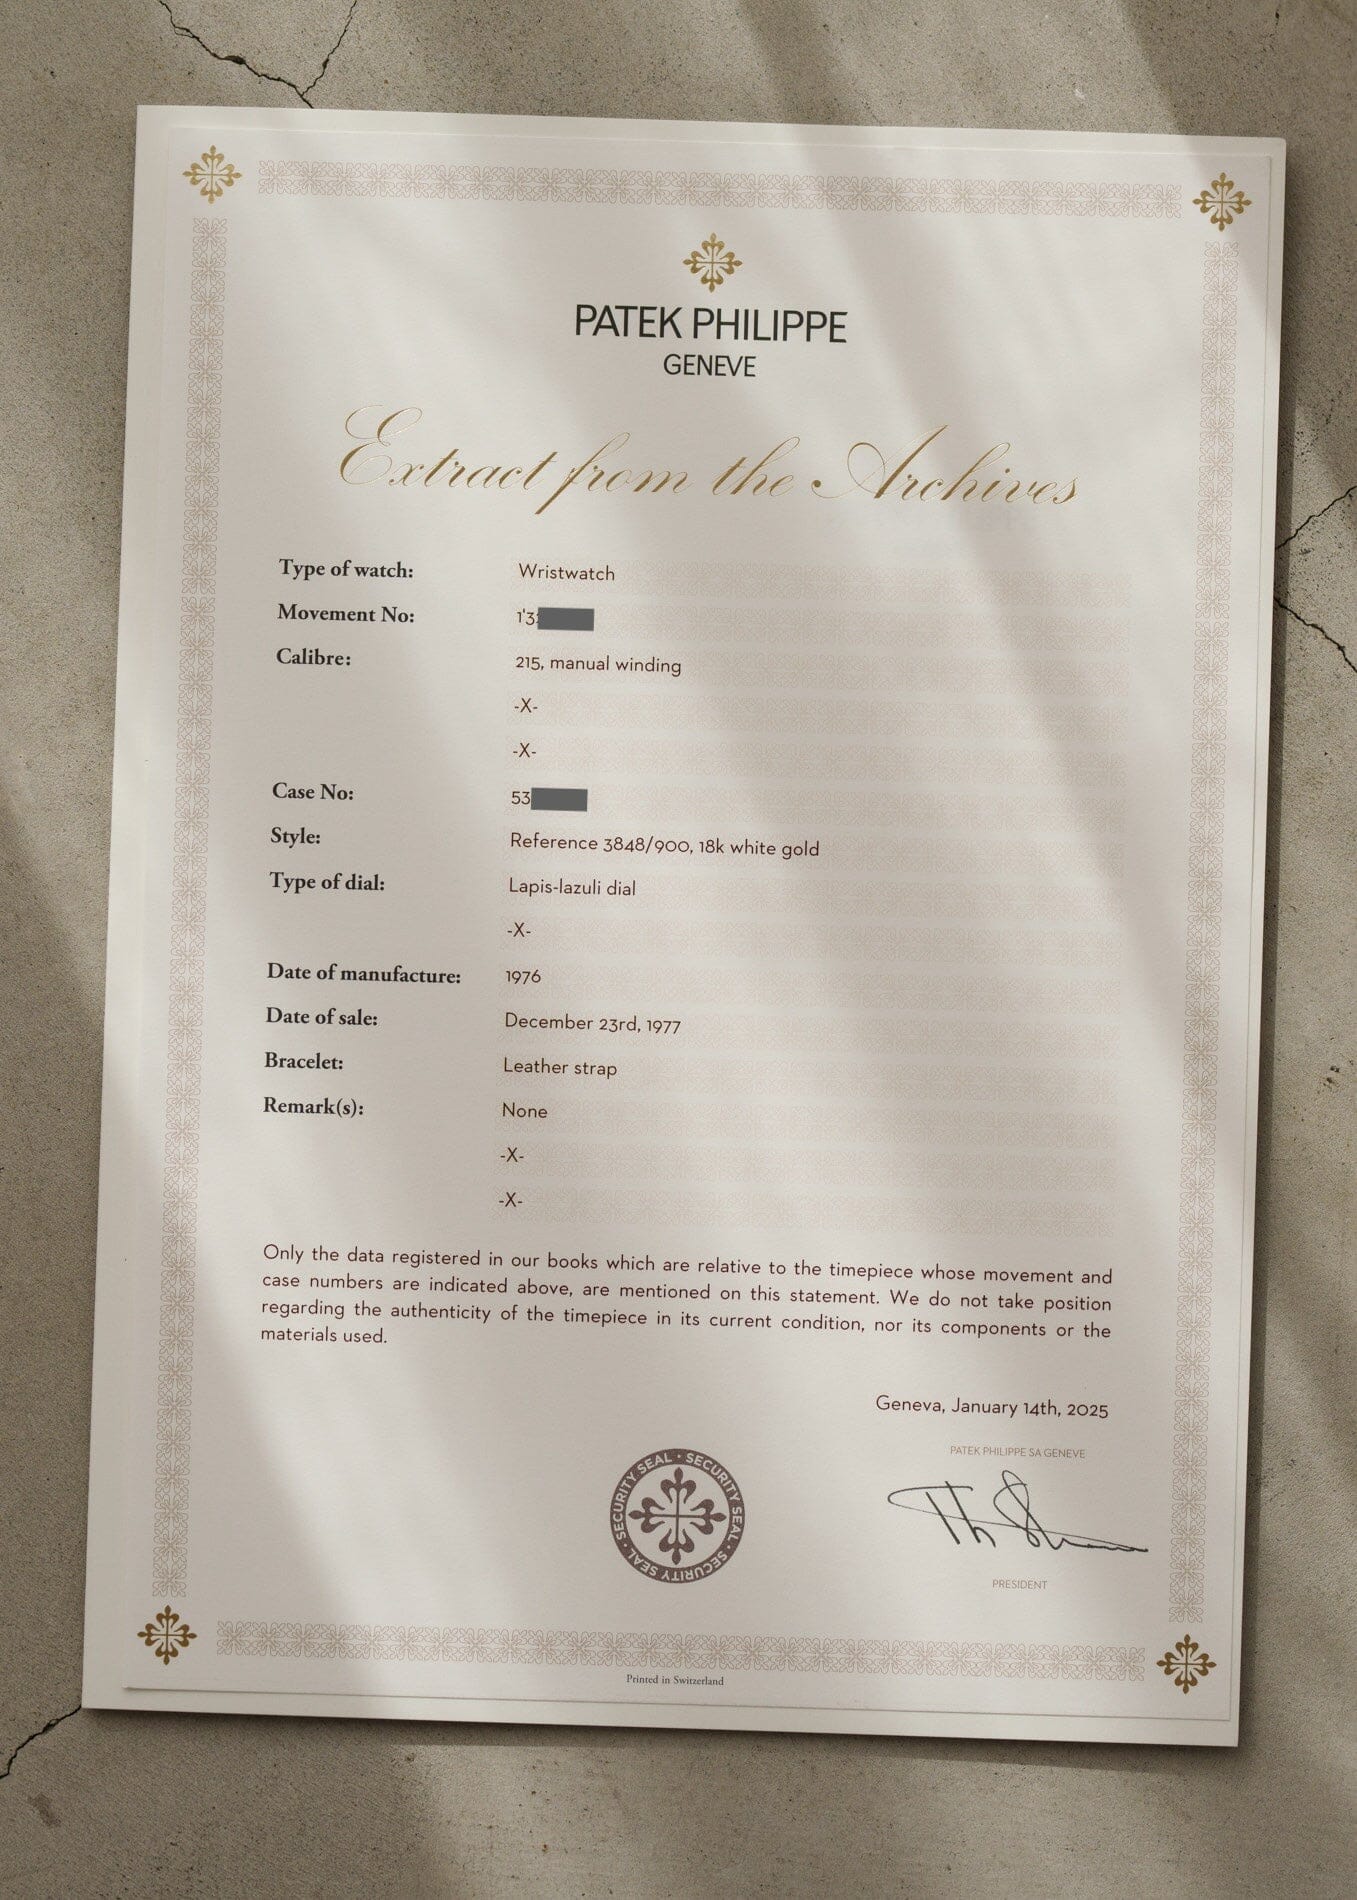 PATEK PHILIPPE
GENEVE
Extract from the Archives
Type of watch: Wristwatch
Movement No: 1'3
Calibre: 215, manual winding
-X-
-X-
Case No: 53
Style: Reference 3848/900, 18k white gold
Type of dial: Lapis-lazuli dial
-X-
Date of manufacture: 1976
Date of sale: December 23rd, 1977
Bracelet: Leather strap
Remark(s): None
-X-
-X-
Only the data registered in our books which are relative to the timepiece whose movement and
case numbers are indicated above, are mentioned on this statement. We do not take position
regarding the authenticity of the timepiece in its current condition, nor its components or the
materials used.
Geneva, January 14th, 2025
PATEK PHILIPPE SA GENEVE
PRESIDENT
SECURITY SEAL · SECURITY SEAL · SECURITY SEAL ·
Printed in Switzerland